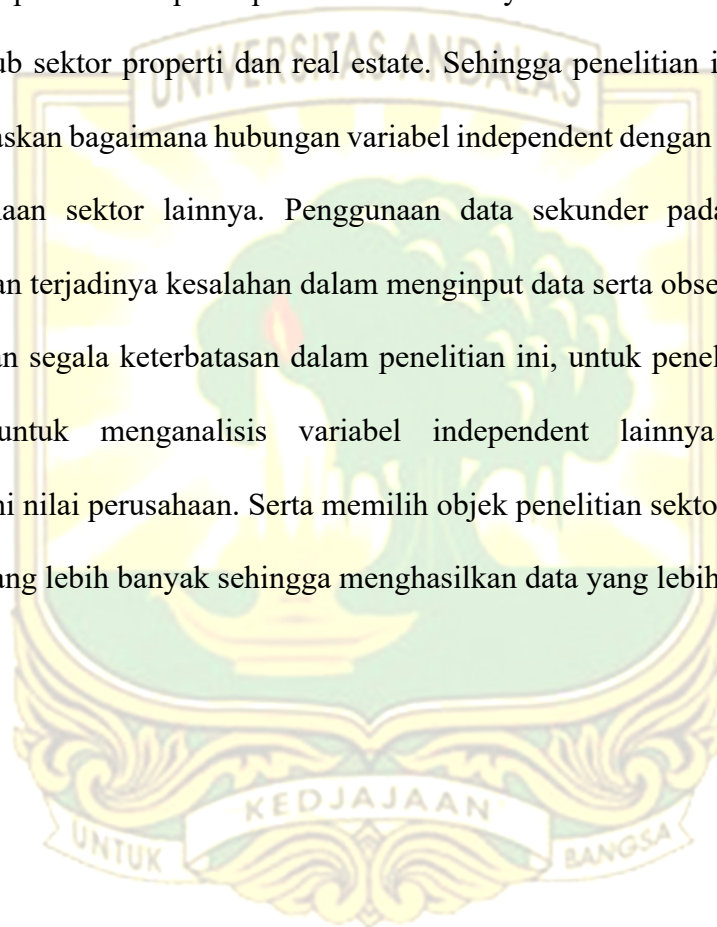 UNIVERSITAS ANDALAS
ub sektor properti dan real estate. Sehingga penelitian i
askan bagaimana hubungan variabel independent dengan
aan sektor lainnya. Penggunaan data sekunder pada
an terjadinya kesalahan dalam menginput data serta obse
an segala keterbatasan dalam penelitian ini, untuk penel
untuk menganalisis variabel independent lainnya
ni nilai perusahaan. Serta memilih objek penelitian sekto
ang lebih banyak sehingga menghasilkan data yang lebih
KEDJAJAAN
UNTUK
BANGSA